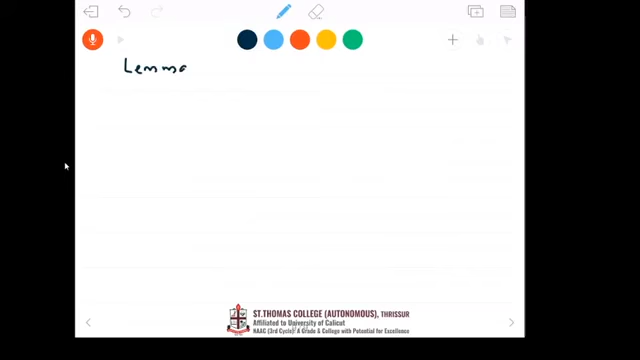 Lemma
ST.THOMAS COLLEGE (AUTONOMOUS), THRISSUR
Affiliated to University of Calicut
NAAC (3rd Cycle) 'A' Grade & College with Potential for Excellence